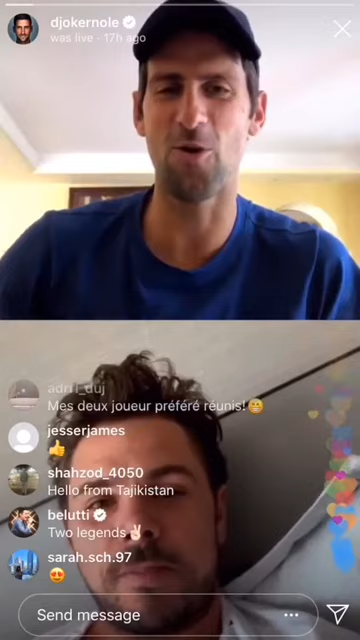 djokernole
was live · 17h ago
adri_duj
Mes deux joueur préféré réunis! 😅
jesserjames
👍
shahzod_4050
Hello from Tajikistan
belutti
Two legends ✌🏻
sarah.sch.97
😍
Send message